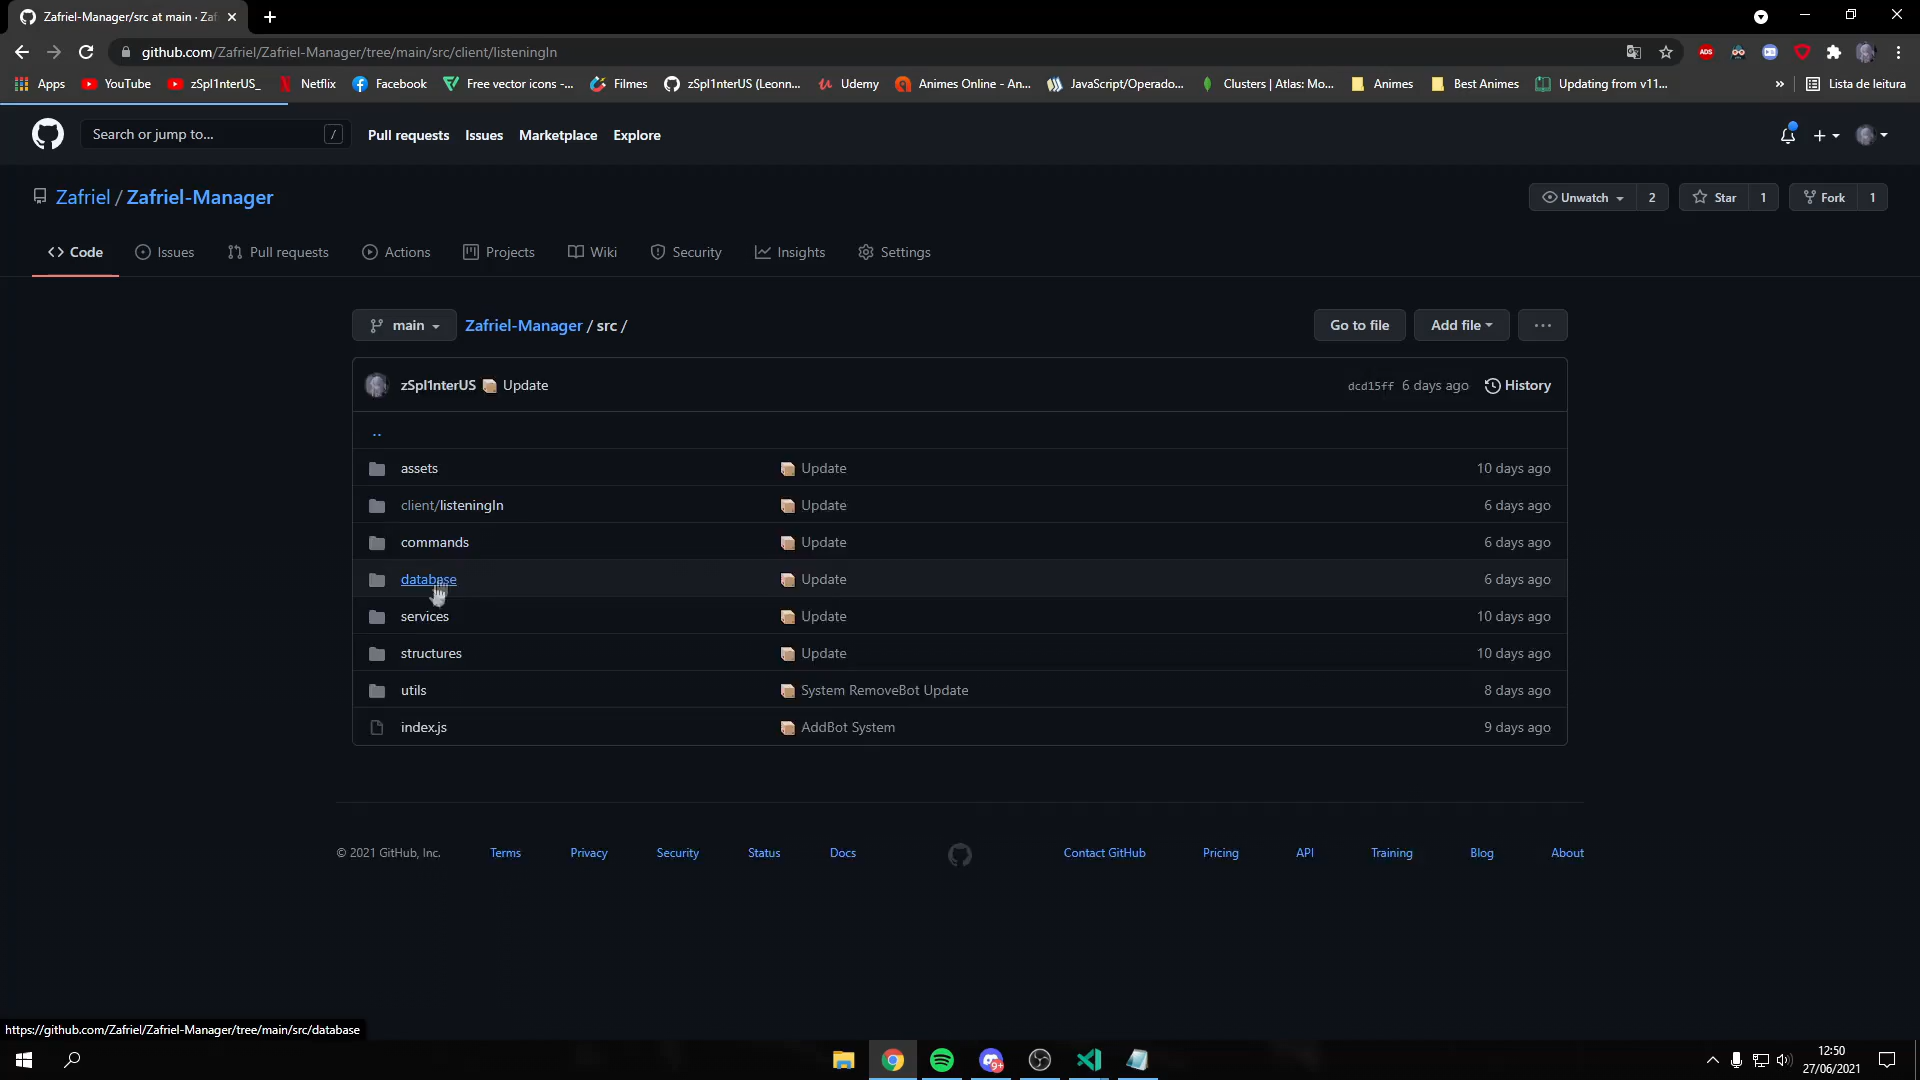 Zafriel-Manager/src at main · Zaf
github.com/Zafriel/Zafriel-Manager/tree/main/src/client/listeningIn
ADS
Apps YouTube zSpl1nterUS_ Netflix Facebook Free vector icons -... Filmes zSpl1nterUS (Leonn... Udemy Animes Online - An... JavaScript/Operado... Clusters | Atlas: Mo... Animes Best Animes Updating from v11... » Lista de leitura
Search or jump to... / Pull requests Issues Marketplace Explore
Zafriel / Zafriel-Manager Unwatch 2 Star 1 Fork 1
<> Code Issues Pull requests Actions Projects Wiki Security Insights Settings
main Zafriel-Manager / src / Go to file Add file ···
zSpl1nterUS Update dcd15ff 6 days ago History
..
assets Update 10 days ago
client/listeningIn Update 6 days ago
commands Update 6 days ago
database Update 6 days ago
services Update 10 days ago
structures Update 10 days ago
utils System RemoveBot Update 8 days ago
index.js AddBot System 9 days ago
© 2021 GitHub, Inc. Terms Privacy Security Status Docs Contact GitHub Pricing API Training Blog About
https://github.com/Zafriel/Zafriel-Manager/tree/main/src/database
9+
12:50
27/06/2021